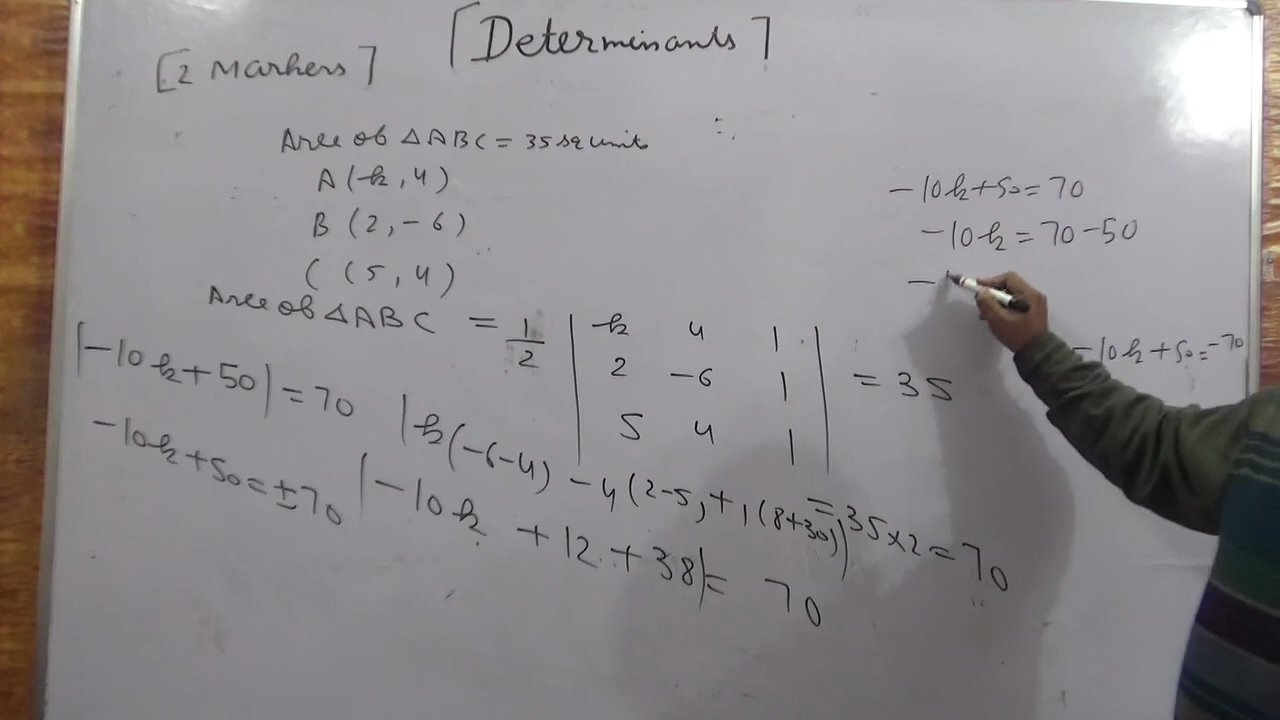 [Determinants]
[2 Markers]
Area of △ABC = 35 sq unit
A (k, 4)
B (2, -6)
( (5, 4)
Area of △ABC = 1/2 | k 4 1 |
| 2 -6 1 | = 35
| 5 4 1 |
|k(-6-4) - 4(2-5) + 1(8+30)| = 35×2 = 70
|-10k + 12 + 38| = 70
|-10k+50| = 70
-10k+50 = ±70
-10k+50 = 70
-10k = 70-50
-1
-10k+50 = -70